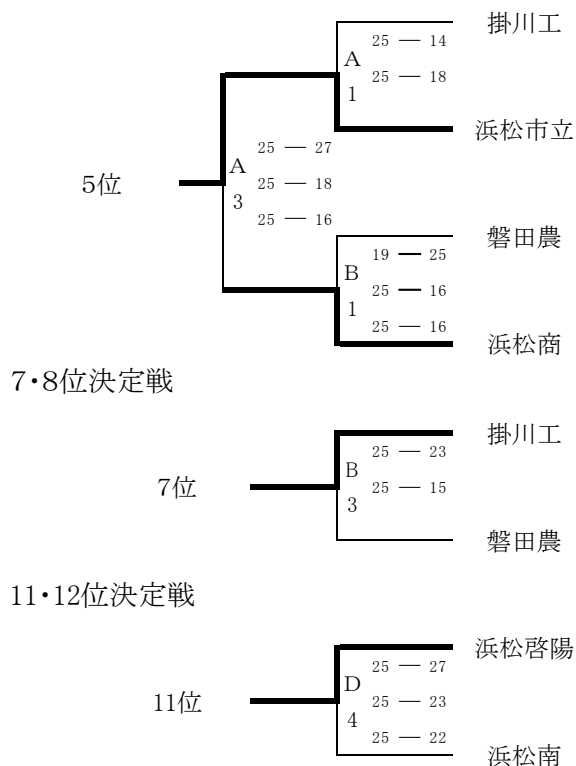 掛川工
25 — 14
A
25 — 18
1
浜松市立
25 — 27
A
5位
25 — 18
3
25 — 16
磐田農
19 — 25
B
25 — 16
1
25 — 16
浜松商
7・8位決定戦
掛川工
25 — 23
B
7位
25 — 15
3
磐田農
11・12位決定戦
浜松啓陽
25 — 27
D
11位
25 — 23
4
25 — 22
浜松南